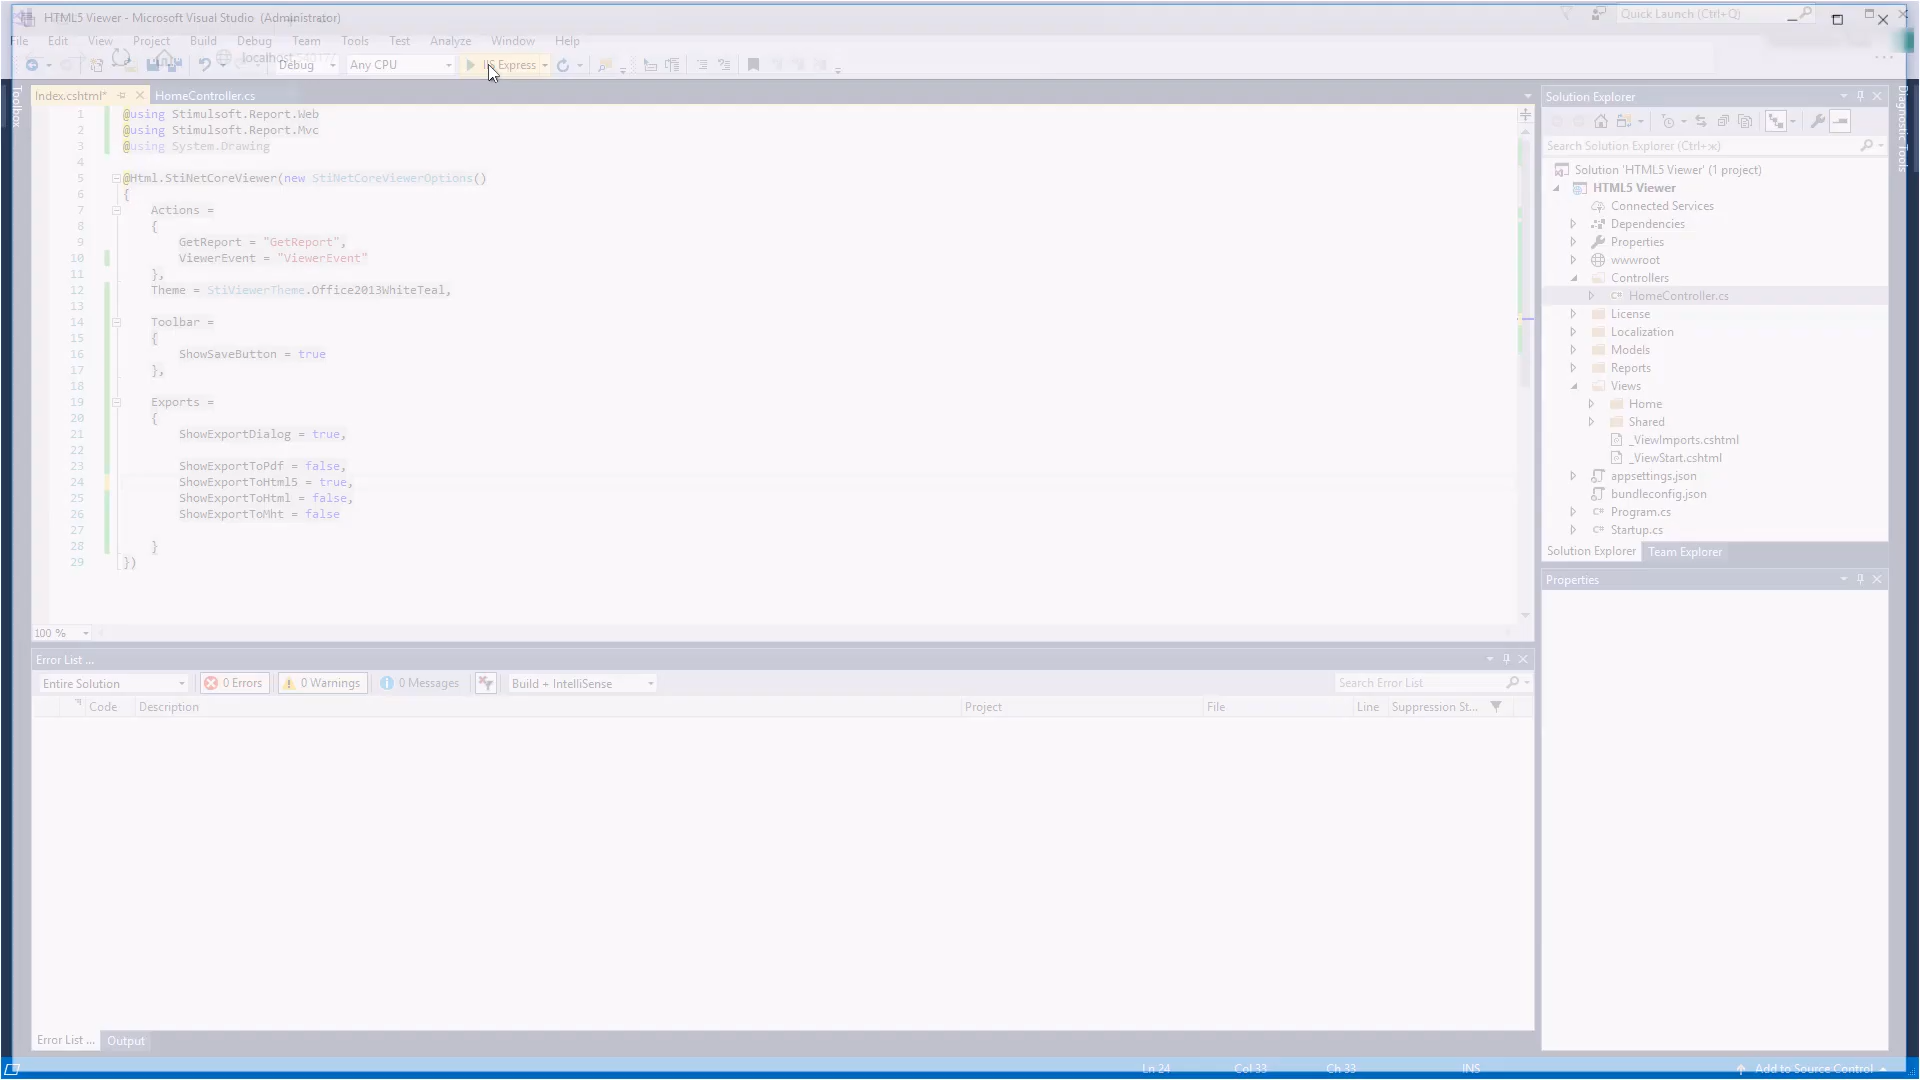 HTML5 Viewer - Microsoft Visual Studio (Administrator)
Quick Launch (Ctrl+Q)
File Edit View Project Build Debug Team Tools Test Analyze Window Help
Debug Any CPU IIS Express
Toolbox
Index.cshtml* HomeController.cs
1 @using Stimulsoft.Report.Web
2 @using Stimulsoft.Report.Mvc
3 @using System.Drawing
4
5 @Html.StiNetCoreViewer(new StiNetCoreViewerOptions()
6 {
7 Actions =
8 {
9 GetReport = "GetReport",
10 ViewerEvent = "ViewerEvent"
11 },
12 Theme = StiViewerTheme.Office2013WhiteTeal,
13
14 Toolbar =
15 {
16 ShowSaveButton = true
17 },
18
19 Exports =
20 {
21 ShowExportDialog = true,
22
23 ShowExportToPdf = false,
24 ShowExportToHtml5 = true,
25 ShowExportToHtml = false,
26 ShowExportToMht = false
27
28 }
29 })
100 %
Solution Explorer
Search Solution Explorer (Ctrl+ж)
Solution 'HTML5 Viewer' (1 project)
HTML5 Viewer
Connected Services
Dependencies
Properties
wwwroot
Controllers
C# HomeController.cs
License
Localization
Models
Reports
Views
Home
Shared
_ViewImports.cshtml
_ViewStart.cshtml
appsettings.json
bundleconfig.json
C# Program.cs
C# Startup.cs
Solution Explorer Team Explorer
Diagnostic Tools
Properties
Error List ...
Entire Solution 0 Errors 0 Warnings 0 Messages Build + IntelliSense Search Error List
Code Description Project File Line Suppression St...
Error List ... Output
Ln 24 Col 33 Ch 33 INS Add to Source Control